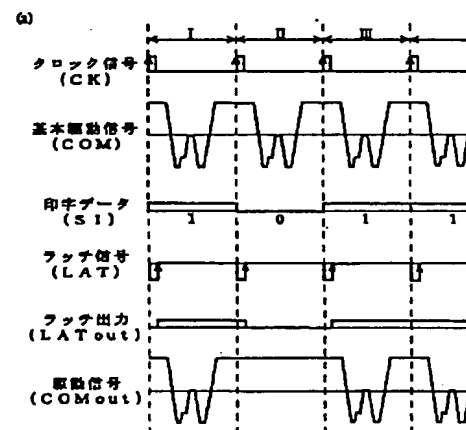 (a)
I II III
クロック信号
(CK)
基本駆動信号
(COM)
印字データ
(SI)
1 0 1 1
ラッチ信号
(LAT)
ラッチ出力
(LATout)
駆動信号
(COMout)